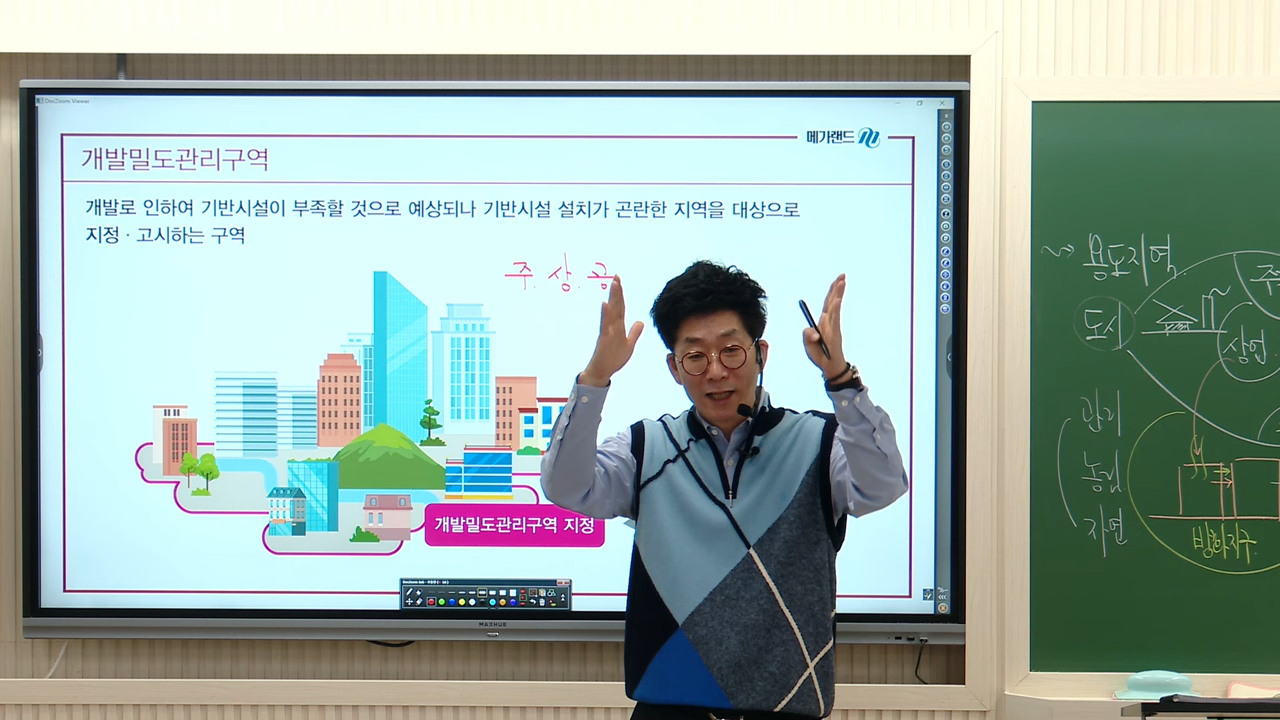 DocZoom Viewer
메가랜드
개발밀도관리구역
개발로 인하여 기반시설이 부족할 것으로 예상되나 기반시설 설치가 곤란한 지역을 대상으로
지정 · 고시하는 구역
주. 상. 공
개발밀도관리구역 지정
MAXHUB
용도지역
주
도시
상업
관리
농림
자연
방화지구